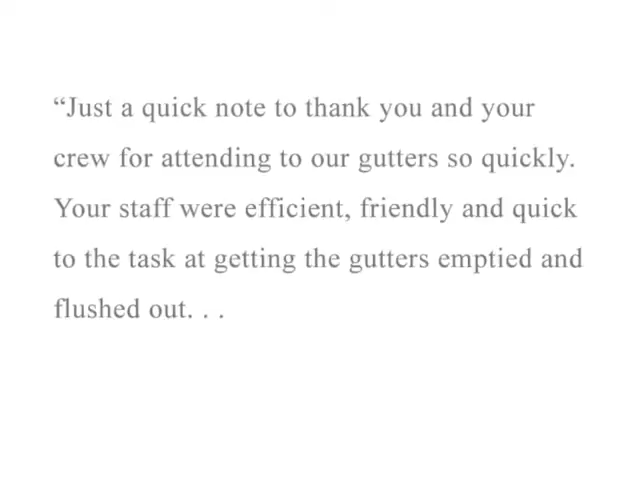 “Just a quick note to thank you and your
crew for attending to our gutters so quickly.
Your staff were efficient, friendly and quick
to the task at getting the gutters emptied and
flushed out. . .